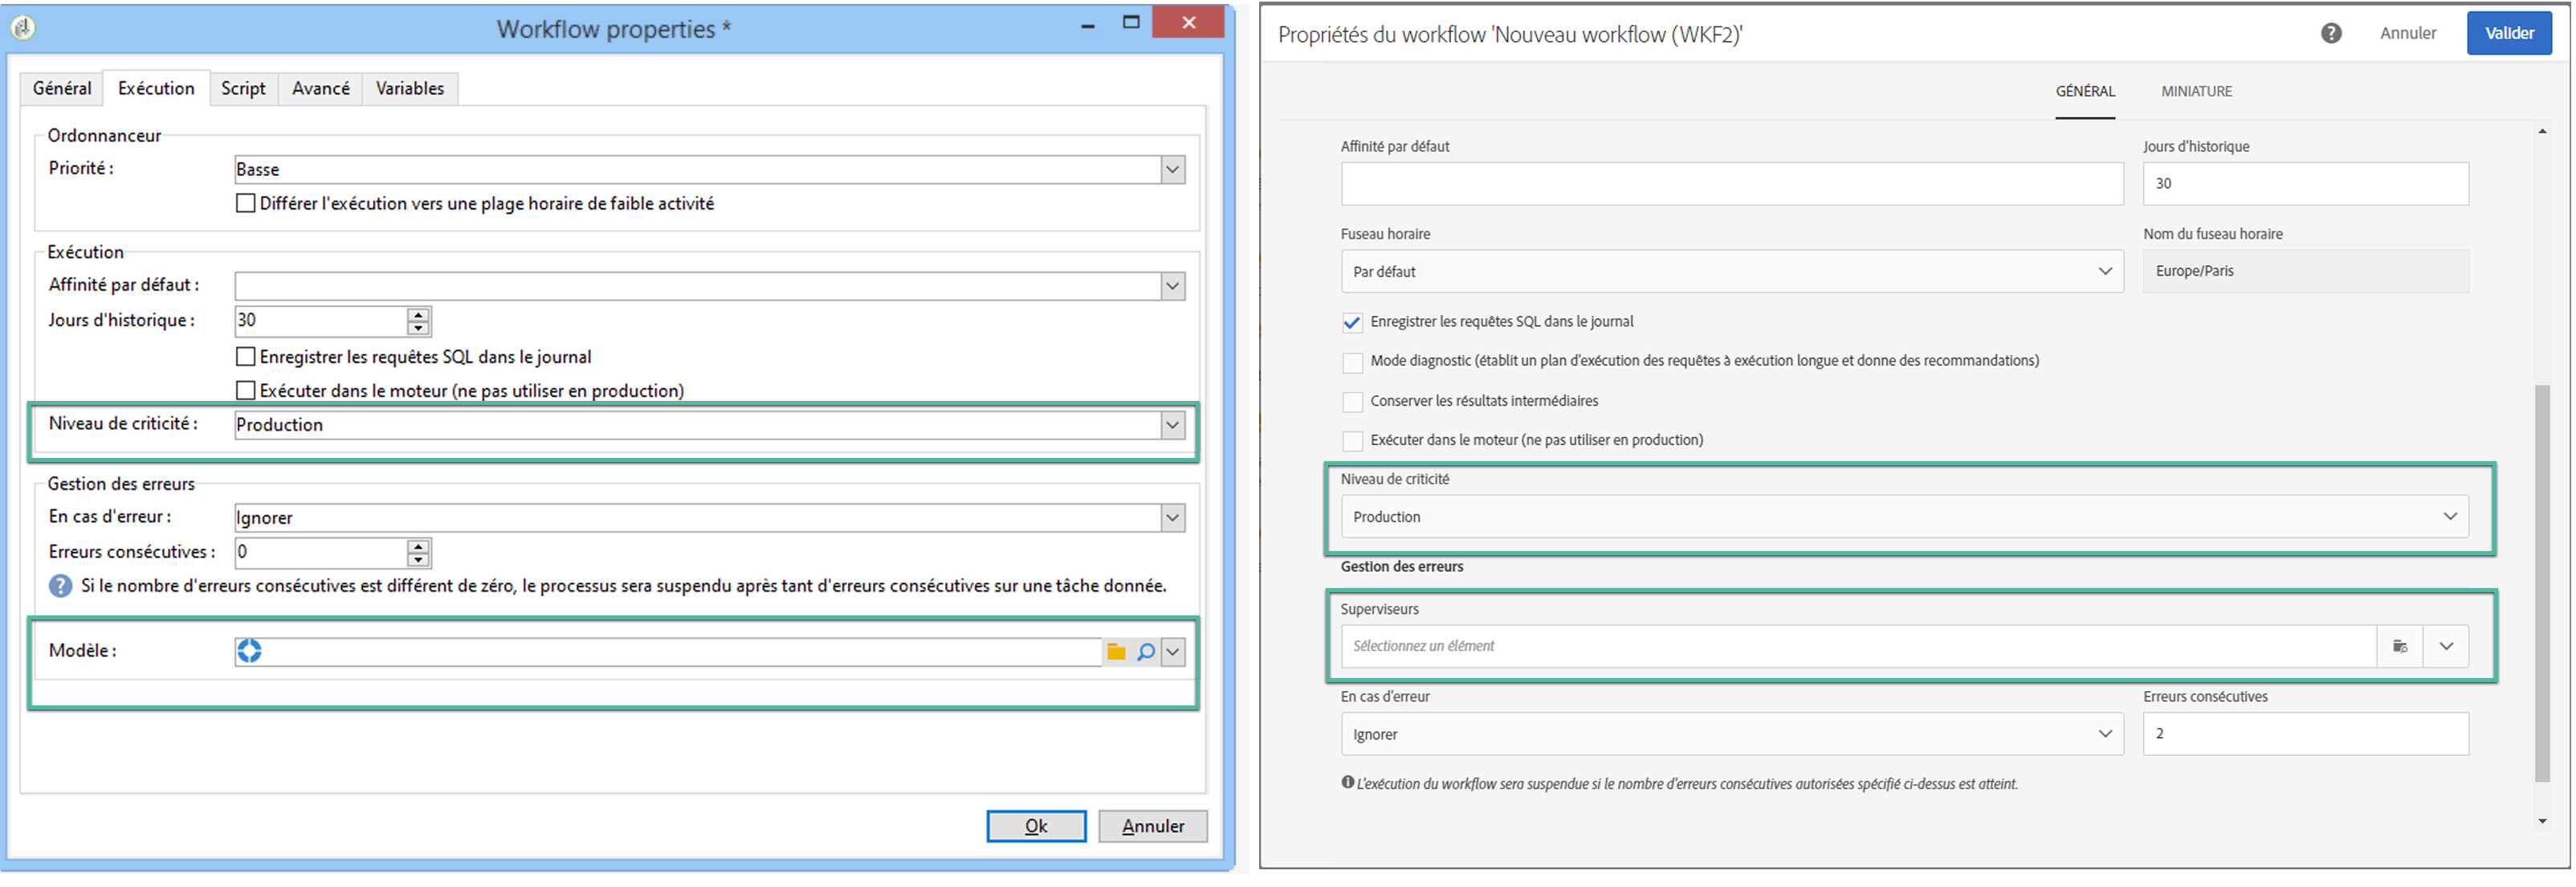 Workflow properties *
Général Exécution Script Avancé Variables
Ordonnanceur
Priorité : Basse
Différer l'exécution vers une plage horaire de faible activité
Exécution
Affinité par défaut :
Jours d'historique : 30
Enregistrer les requêtes SQL dans le journal
Exécuter dans le moteur (ne pas utiliser en production)
Niveau de criticité : Production
Gestion des erreurs
En cas d'erreur : Ignorer
Erreurs consécutives : 0
Si le nombre d'erreurs consécutives est différent de zéro, le processus sera suspendu après tant d'erreurs consécutives sur une tâche donnée.
Modèle :
Ok Annuler
Propriétés du workflow 'Nouveau workflow (WKF2)' Annuler Valider
GÉNÉRAL MINIATURE
Affinité par défaut Jours d'historique
30
Fuseau horaire Nom du fuseau horaire
Par défaut Europe/Paris
Enregistrer les requêtes SQL dans le journal
Mode diagnostic (établit un plan d'exécution des requêtes à exécution longue et donne des recommandations)
Conserver les résultats intermédiaires
Exécuter dans le moteur (ne pas utiliser en production)
Niveau de criticité
Production
Gestion des erreurs
Superviseurs
Sélectionnez un élément
En cas d'erreur Erreurs consécutives
Ignorer 2
L'exécution du workflow sera suspendue si le nombre d'erreurs consécutives autorisées spécifié ci-dessus est atteint.